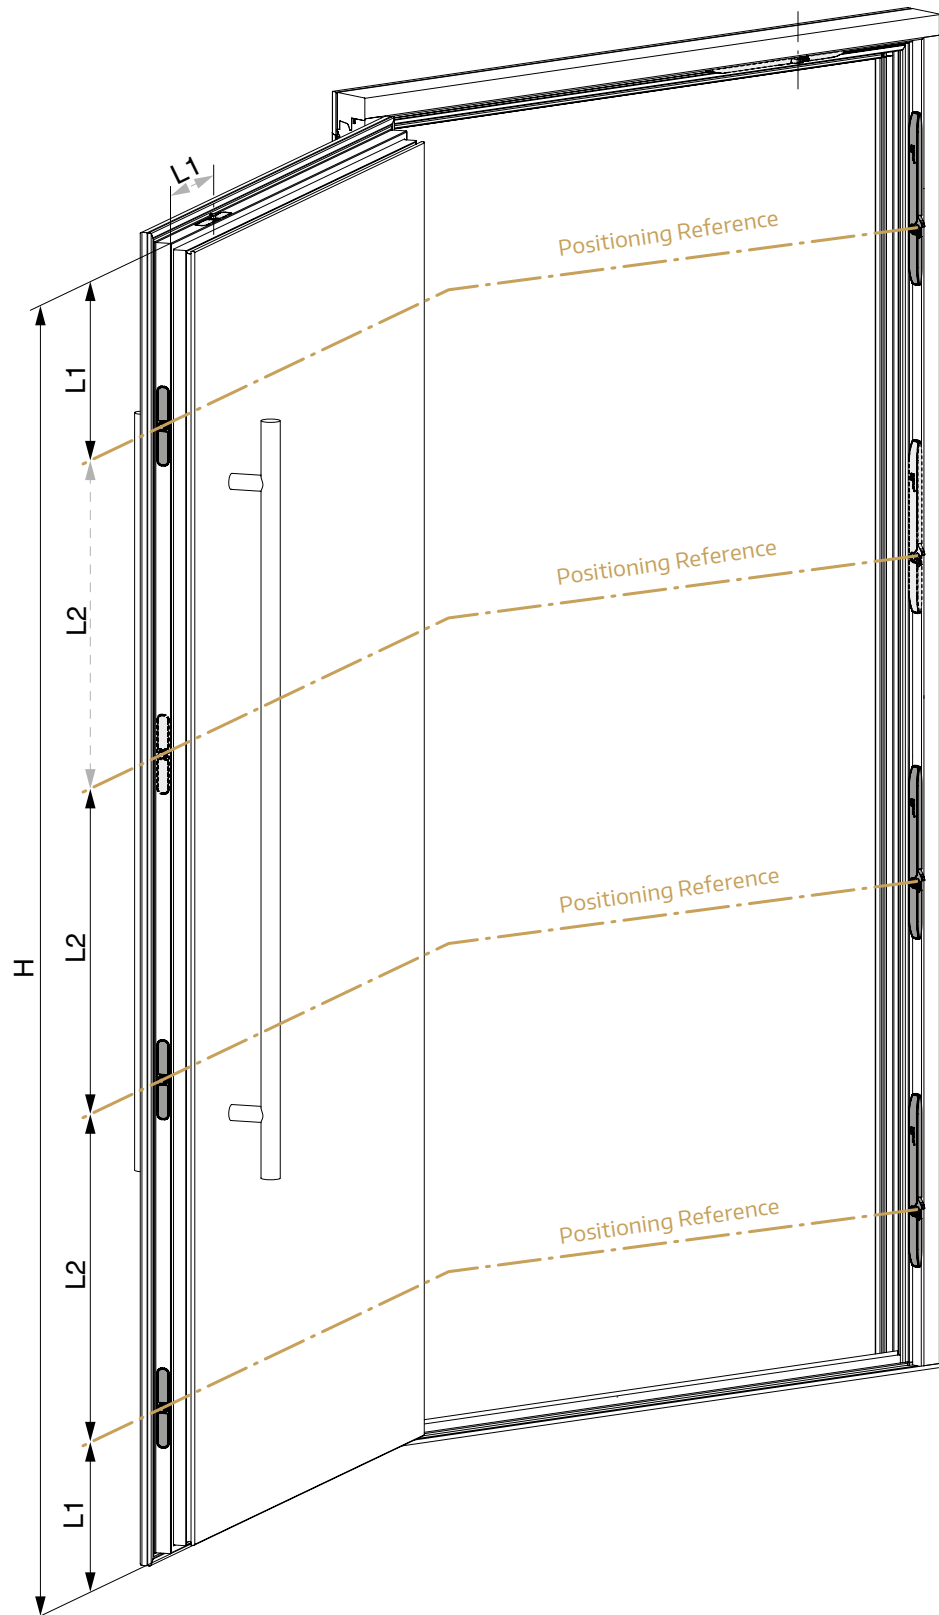 L1
Positioning Reference
L1
Positioning Reference
L2
Positioning Reference
L2
H
Positioning Reference
L2
L1